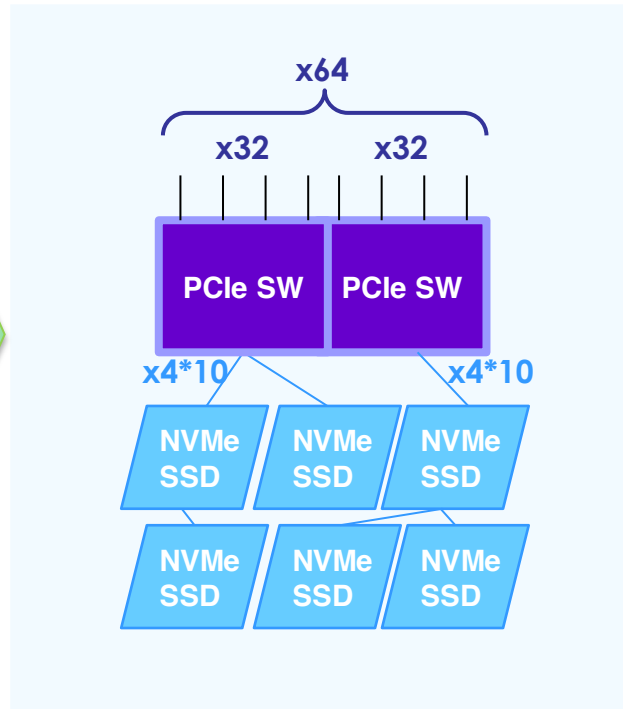 x64
x32 x32
PCIe SW PCIe SW
x4*10 x4*10
NVMe NVMe NVMe
SSD SSD SSD
NVMe NVMe NVMe
SSD SSD SSD